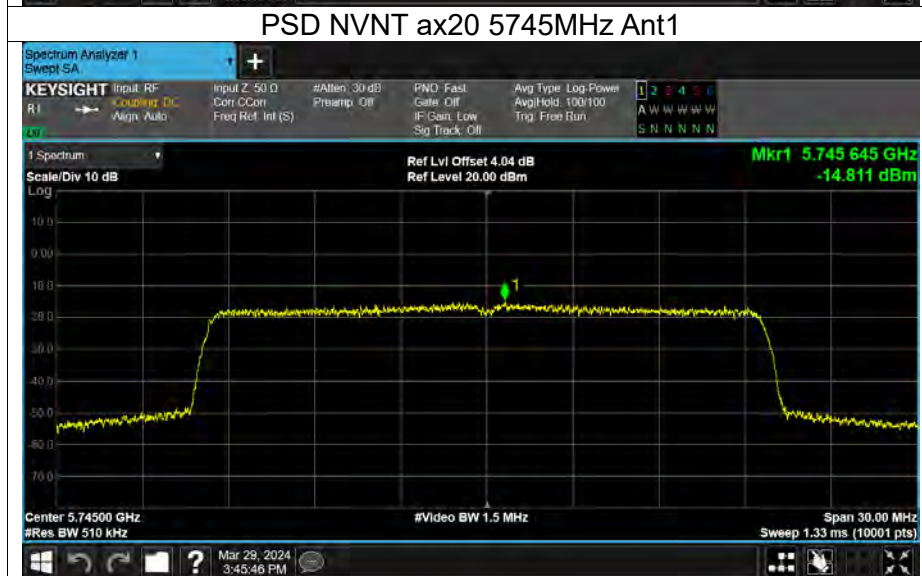 PSD NVNT ax20 5745MHz Ant1
Spectrum Analyzer 1
Swept SA
+
KEYSIGHT Input: RF Input Z: 50 Ω #Atten: 30 dB PNO: Fast Avg Type: Log-Power 1 2 3 4 5 6
Coupling: DC Corr CCorr Preamp: Off Gate: Off Avg|Hold: 100/100 A W W W W W
Align: Auto Freq Ref: Int (S) IF Gain: Low Trig: Free Run
Sig Track: Off S N N N N N
1 Spectrum Ref Lvl Offset 4.04 dB Mkr1 5.745 645 GHz
Scale/Div 10 dB Ref Level 20.00 dBm -14.811 dBm
Log
10.0
0.00
-10.0
-20.0
-30.0
-40.0
-50.0
-60.0
-70.0
1
Center 5.74500 GHz #Video BW 1.5 MHz Span 30.00 MHz
#Res BW 510 kHz Sweep 1.33 ms (10001 pts)
? Mar 29, 2024
3:45:46 PM